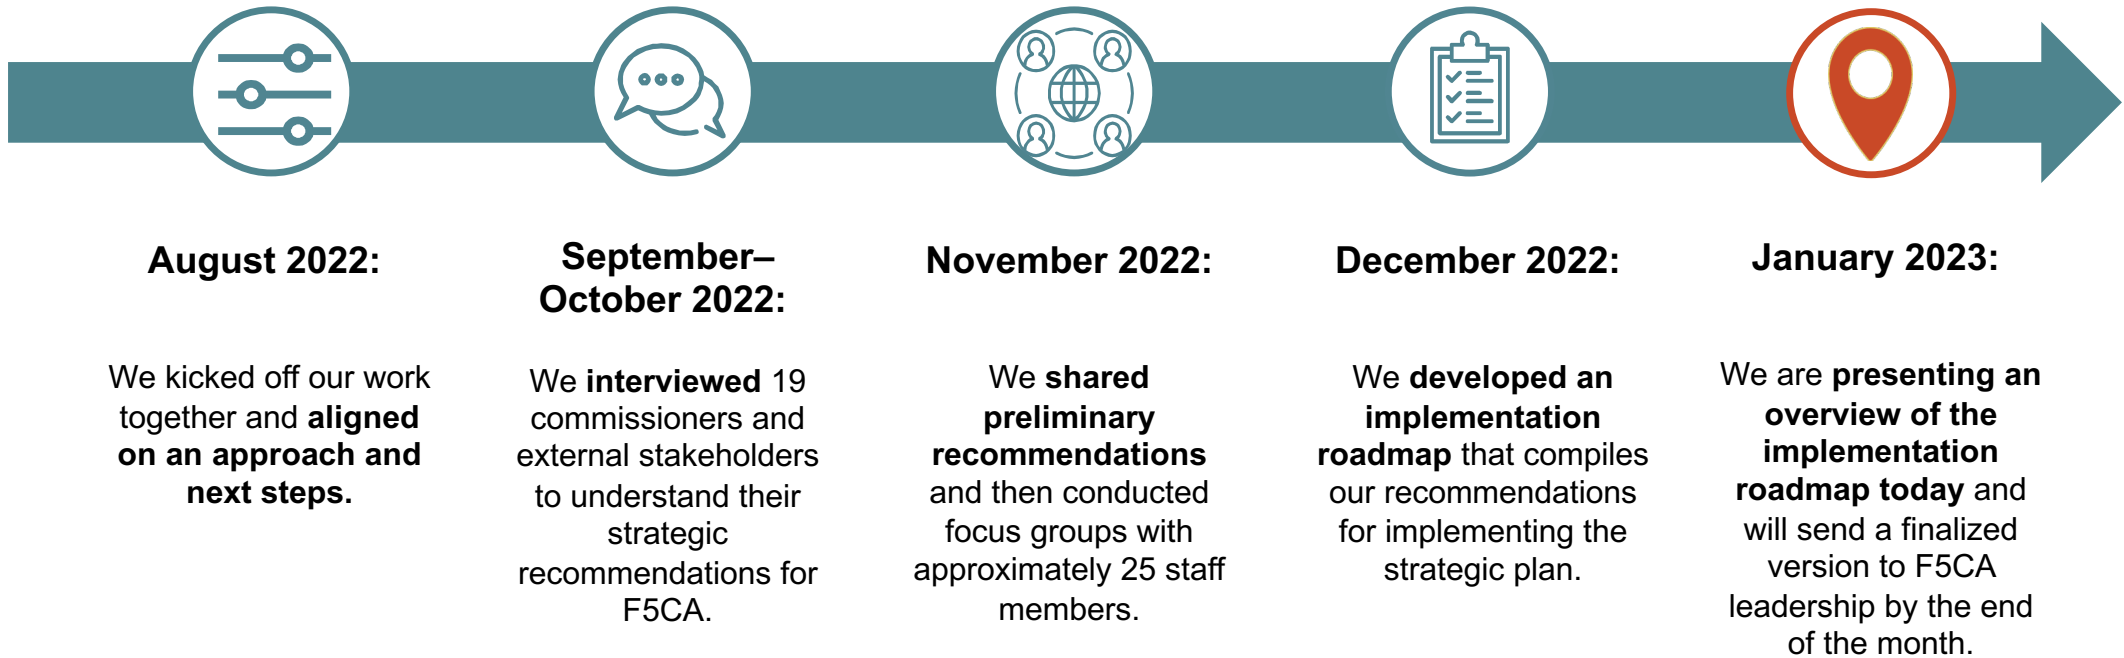 August 2022:
We kicked off our work
together and aligned
on an approach and
next steps.
September–
October 2022:
We interviewed 19
commissioners and
external stakeholders
to understand their
strategic
recommendations for
F5CA.
November 2022:
We shared
preliminary
recommendations
and then conducted
focus groups with
approximately 25 staff
members.
December 2022:
We developed an
implementation
roadmap that compiles
our recommendations
for implementing the
strategic plan.
January 2023:
We are presenting an
overview of the
implementation
roadmap today and
will send a finalized
version to F5CA
leadership by the end
of the month.